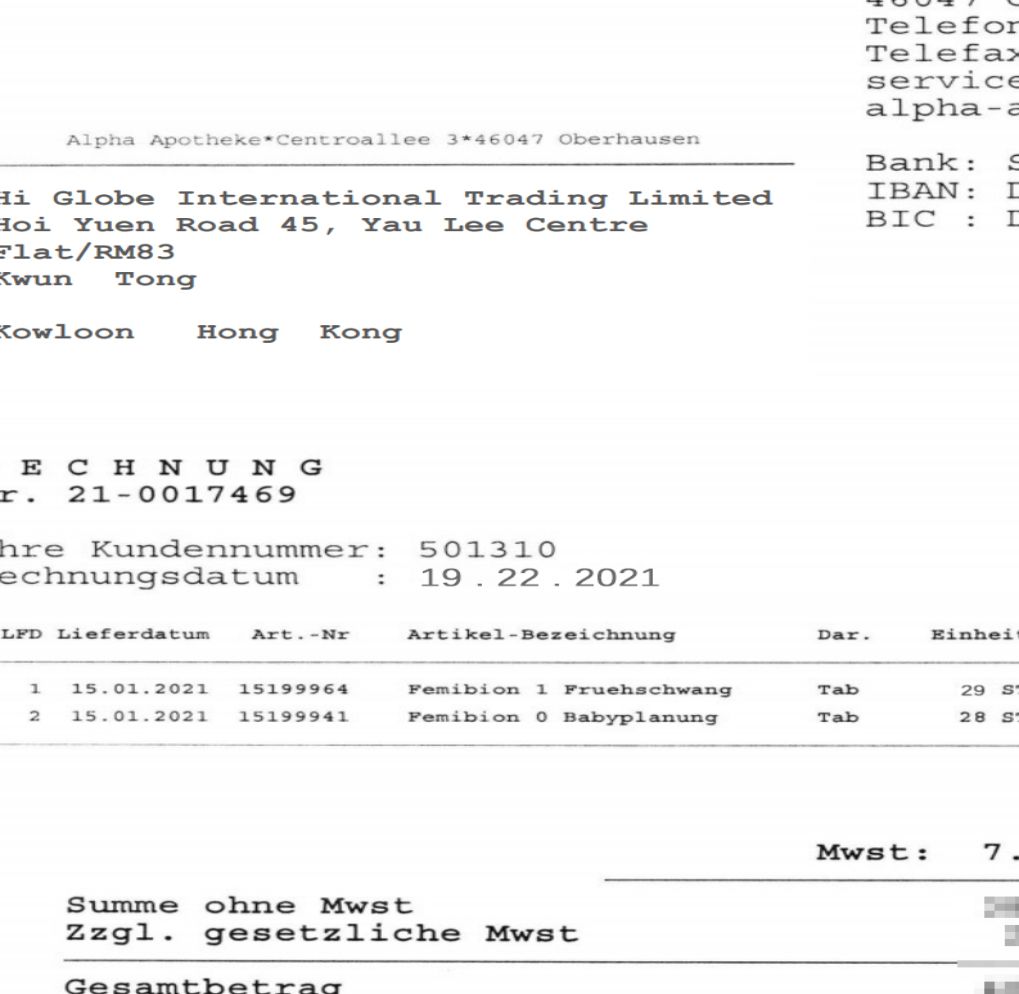 Telefon
Telefax
service
alpha-a
Alpha Apotheke*Centroallee 3*46047 Oberhausen
Bank: S
IBAN: D
BIC : D
Hi Globe International Trading Limited
Hoi Yuen Road 45, Yau Lee Centre
Flat/RM83
Kwun Tong
Kowloon Hong Kong
E C H N U N G
r. 21-0017469
hre Kundennummer: 501310
echnungsdatum : 19.22.2021
LFD Lieferdatum Art.-Nr Artikel-Bezeichnung Dar. Einheit
1 15.01.2021 15199964 Femibion 1 Fruehschwang Tab 29 ST
2 15.01.2021 15199941 Femibion 0 Babyplanung Tab 28 ST
Mwst: 7.
Summe ohne Mwst
Zzgl. gesetzliche Mwst
Gesamtbetrag